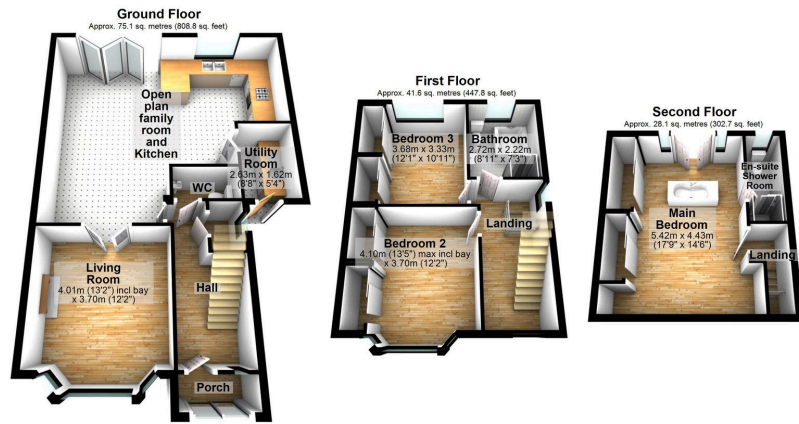 Ground Floor
Approx. 75.1 sq. metres (808.8 sq. feet)
Open
plan
family
room
and
Kitchen
Utility
Room
2.63m x 1.62m
(8'8" x 5'4")
WC
Living
Room
4.01m (13'2") incl bay
x 3.70m (12'2")
Hall
Porch
First Floor
Approx. 41.6 sq. metres (447.8 sq. feet)
Bedroom 3
3.68m x 3.33m
(12'1" x 10'11")
Bathroom
2.72m x 2.22m
(8'11" x 7'3")
Landing
Bedroom 2
4.10m (13'5") max incl bay
x 3.70m (12'2")
Second Floor
Approx. 28.1 sq. metres (302.7 sq. feet)
En-suite
Shower
Room
Main
Bedroom
5.42m x 4.43m
(17'9" x 14'6")
Landing